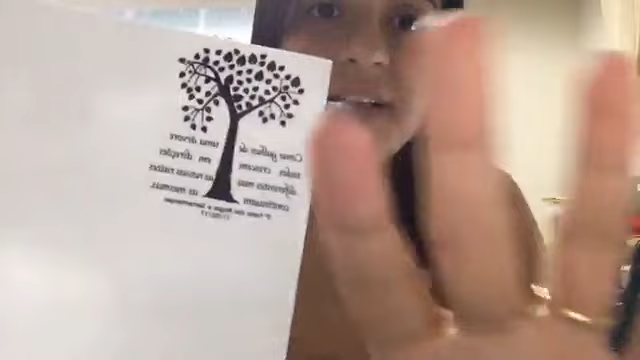 Como galhos de uma árvore
todos crescem em direções
diferentes mas as nossas raízes
continuam as mesmas.